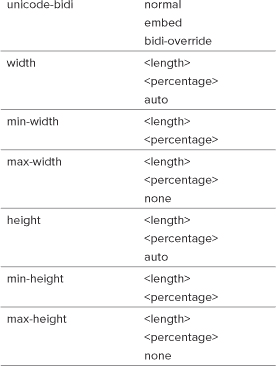 unicode-bidi normal
embed
bidi-override
width <length>
<percentage>
auto
min-width <length>
<percentage>
max-width <length>
<percentage>
none
height <length>
<percentage>
auto
min-height <length>
<percentage>
max-height <length>
<percentage>
none